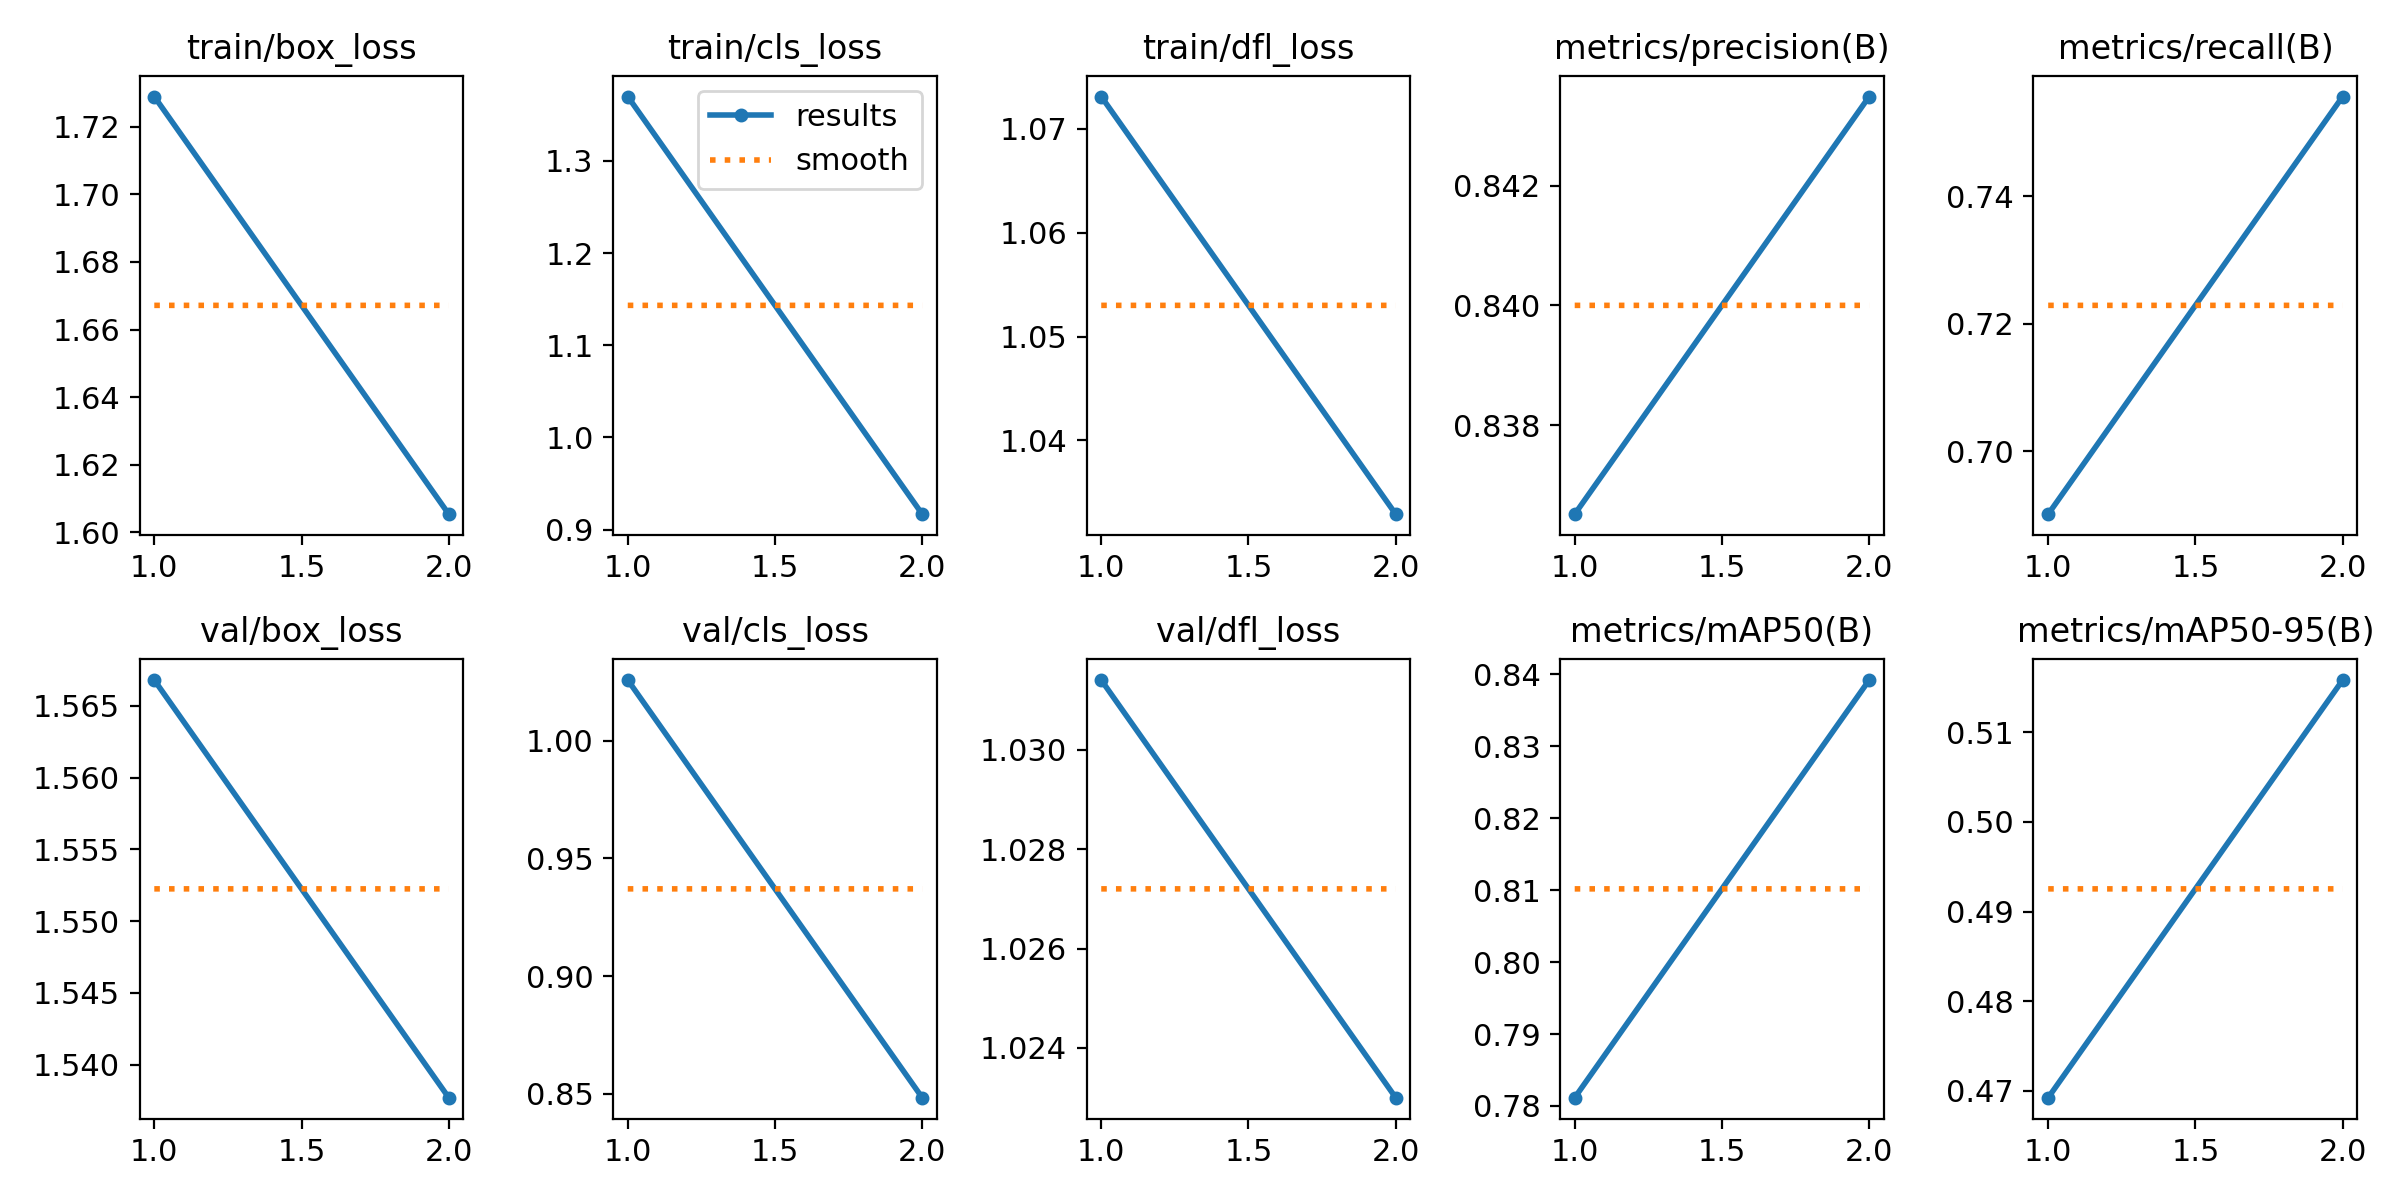 train/box_loss
1.72
1.70
1.68
1.66
1.64
1.62
1.60
1.0 1.5 2.0
train/cls_loss
results
smooth
1.3
1.2
1.1
1.0
0.9
1.0 1.5 2.0
train/dfl_loss
1.07
1.06
1.05
1.04
1.0 1.5 2.0
metrics/precision(B)
0.842
0.840
0.838
1.0 1.5 2.0
metrics/recall(B)
0.74
0.72
0.70
1.0 1.5 2.0
val/box_loss
1.565
1.560
1.555
1.550
1.545
1.540
1.0 1.5 2.0
val/cls_loss
1.00
0.95
0.90
0.85
1.0 1.5 2.0
val/dfl_loss
1.030
1.028
1.026
1.024
1.0 1.5 2.0
metrics/mAP50(B)
0.84
0.83
0.82
0.81
0.80
0.79
0.78
1.0 1.5 2.0
metrics/mAP50-95(B)
0.51
0.50
0.49
0.48
0.47
1.0 1.5 2.0